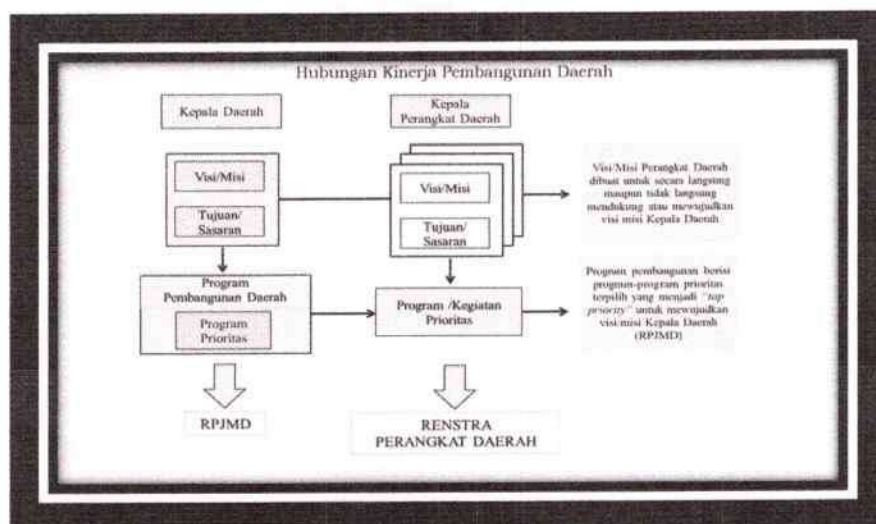 Hubungan Kinerja Pembangunan Daerah
Kepala Daerah
Kepala
Perangkat Daerah
Visi/Misi
Tujuan/
Sasaran
Visi/Misi
Tujuan/
Sasaran
Visi/Misi Perangkat Daerah
dibuat untuk secara langsung
maupun tidak langsung
mendukung atau mewujudkan
visi misi Kepala Daerah
Program
Pembangunan Daerah
Program
Prioritas
Program /Kegiatan
Prioritas
Program pembangunan berisi
program-program prioritas
terpilih yang menjadi "top
priority" untuk mewujudkan
visi/misi Kepala Daerah
(RPJMD)
RPJMD
RENSTRA
PERANGKAT DAERAH